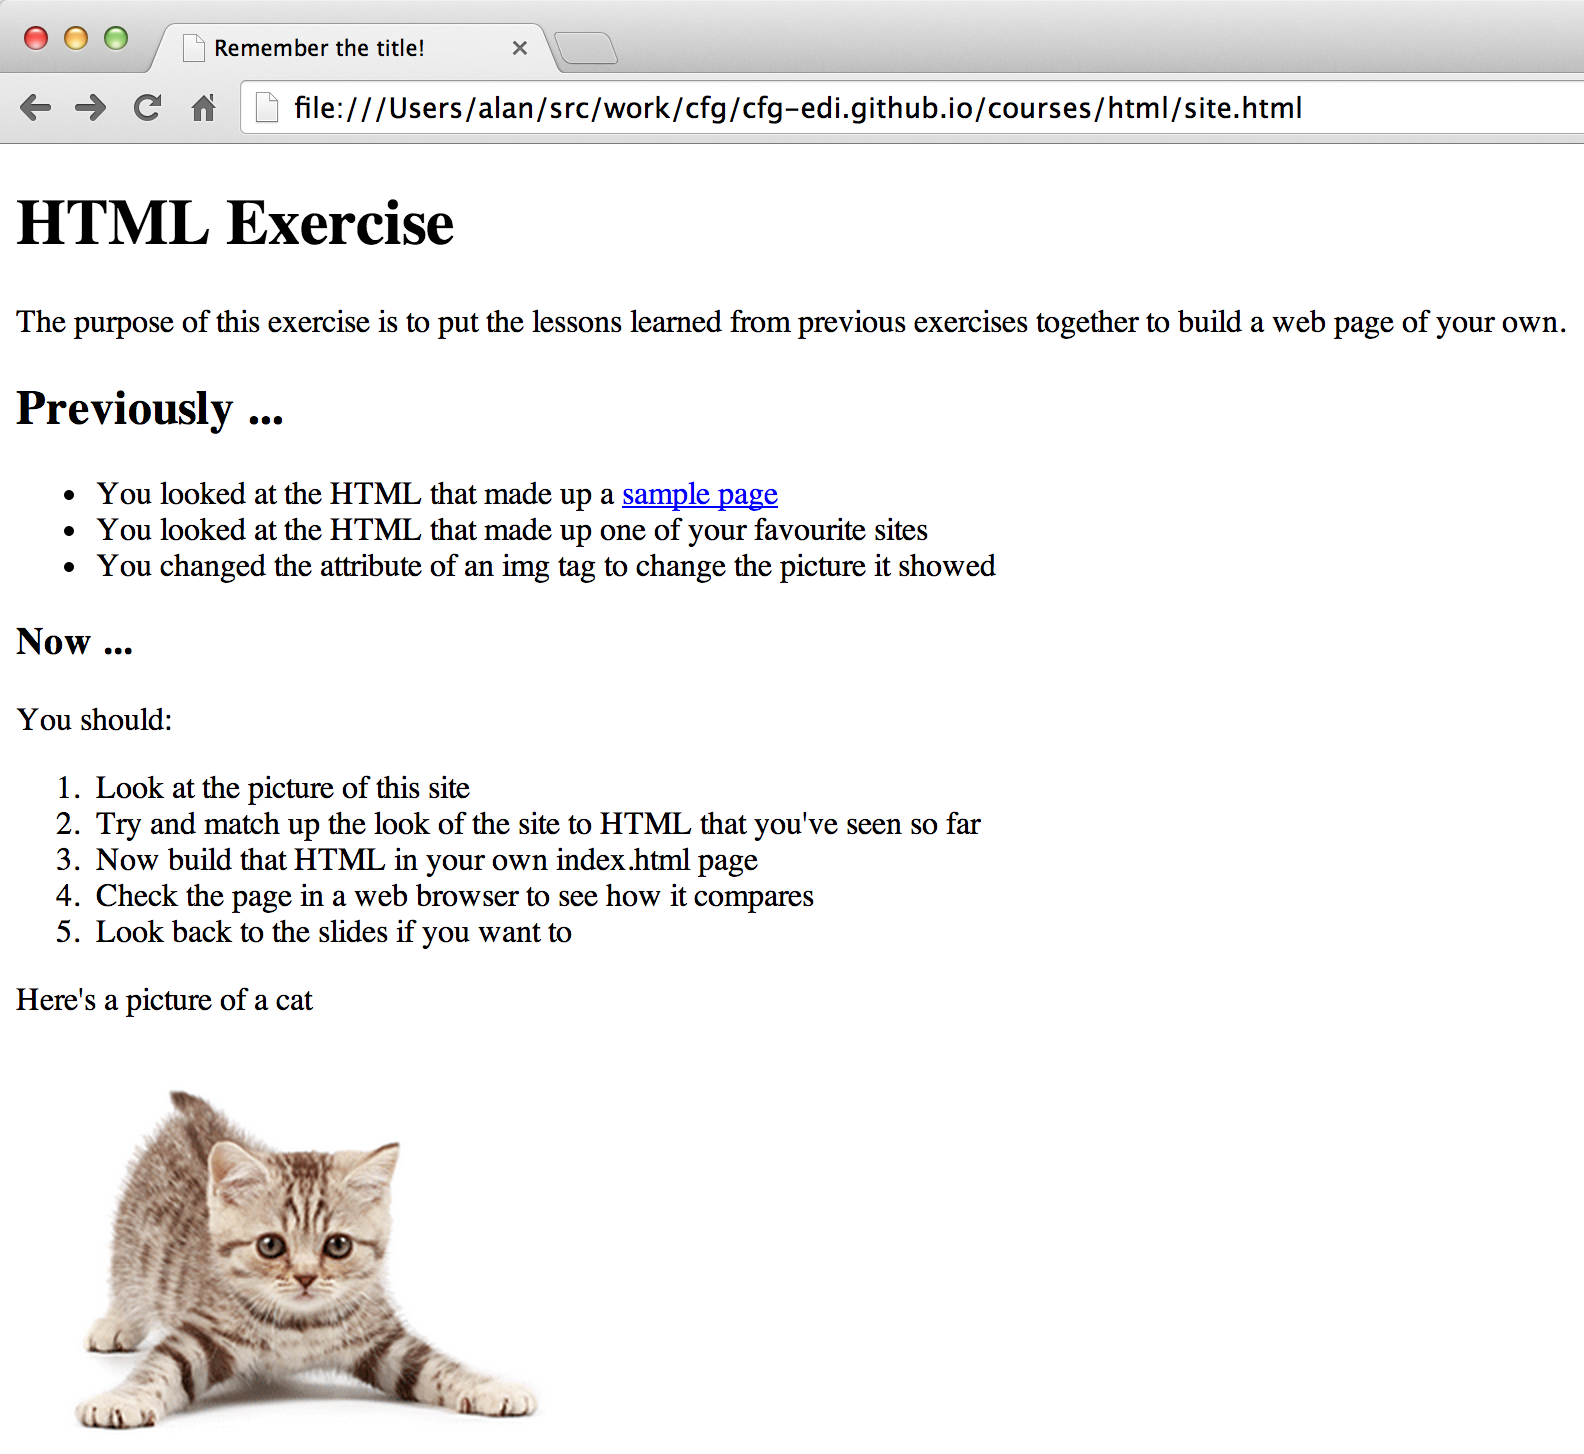 Remember the title!
file:///Users/alan/src/work/cfg/cfg-edi.github.io/courses/html/site.html
HTML Exercise
The purpose of this exercise is to put the lessons learned from previous exercises together to build a web page of your own.
Previously ...
• You looked at the HTML that made up a sample page
• You looked at the HTML that made up one of your favourite sites
• You changed the attribute of an img tag to change the picture it showed
Now ...
You should:
1. Look at the picture of this site
2. Try and match up the look of the site to HTML that you've seen so far
3. Now build that HTML in your own index.html page
4. Check the page in a web browser to see how it compares
5. Look back to the slides if you want to
Here's a picture of a cat